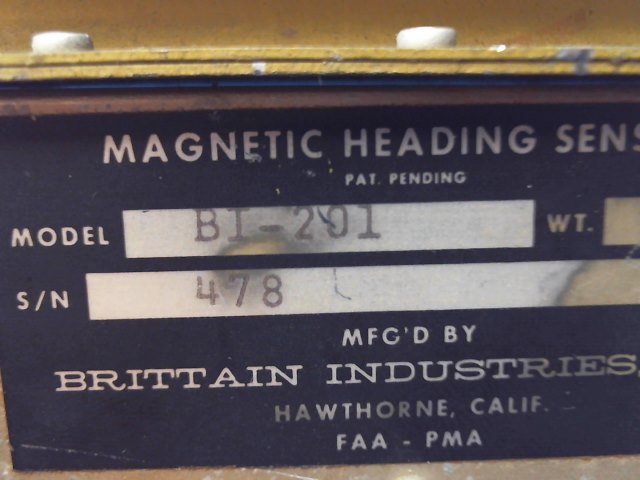 MAGNETIC HEADING SENS
PAT. PENDING
MODEL BI-201 WT.
S/N 478
MFG'D BY
BRITTAIN INDUSTRIES,
HAWTHORNE, CALIF.
FAA - PMA